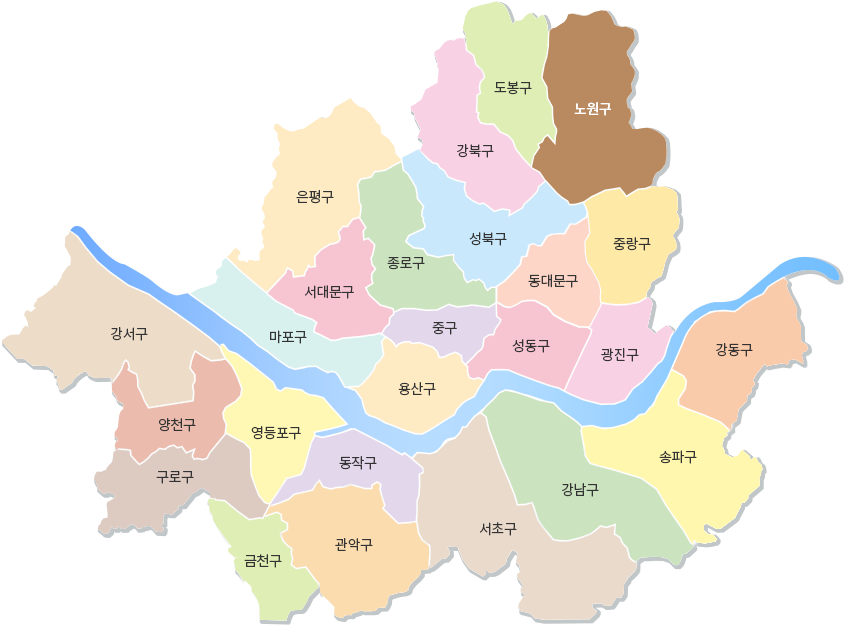 도봉구
노원구
강북구
은평구
성북구
중랑구
종로구
동대문구
서대문구
중구
강서구
마포구
성동구
강동구
광진구
용산구
양천구
영등포구
송파구
동작구
구로구
강남구
서초구
관악구
금천구